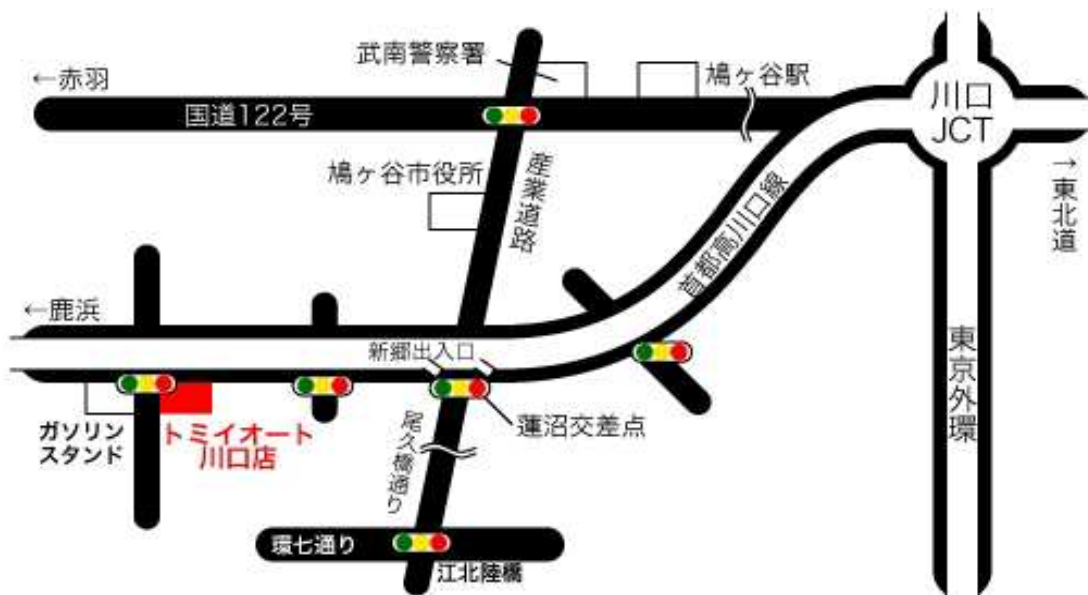 武南警察署
←赤羽
鳩ヶ谷駅
川口
JCT
国道122号
→東北道
鳩ヶ谷市役所
産業道路
首都高川口線
←鹿浜
新郷出入口
東京外環
ガソリン
スタンド
トミイオート
川口店
蓮沼交差点
尾久橋通り
環七通り
江北陸橋